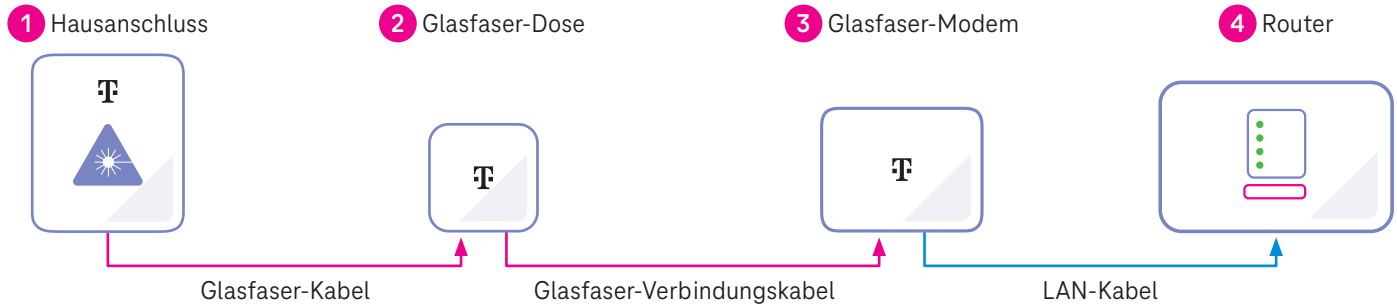 1 Hausanschluss
2 Glasfaser-Dose
3 Glasfaser-Modem
4 Router
T
T
T
Glasfaser-Kabel
Glasfaser-Verbindungskabel
LAN-Kabel